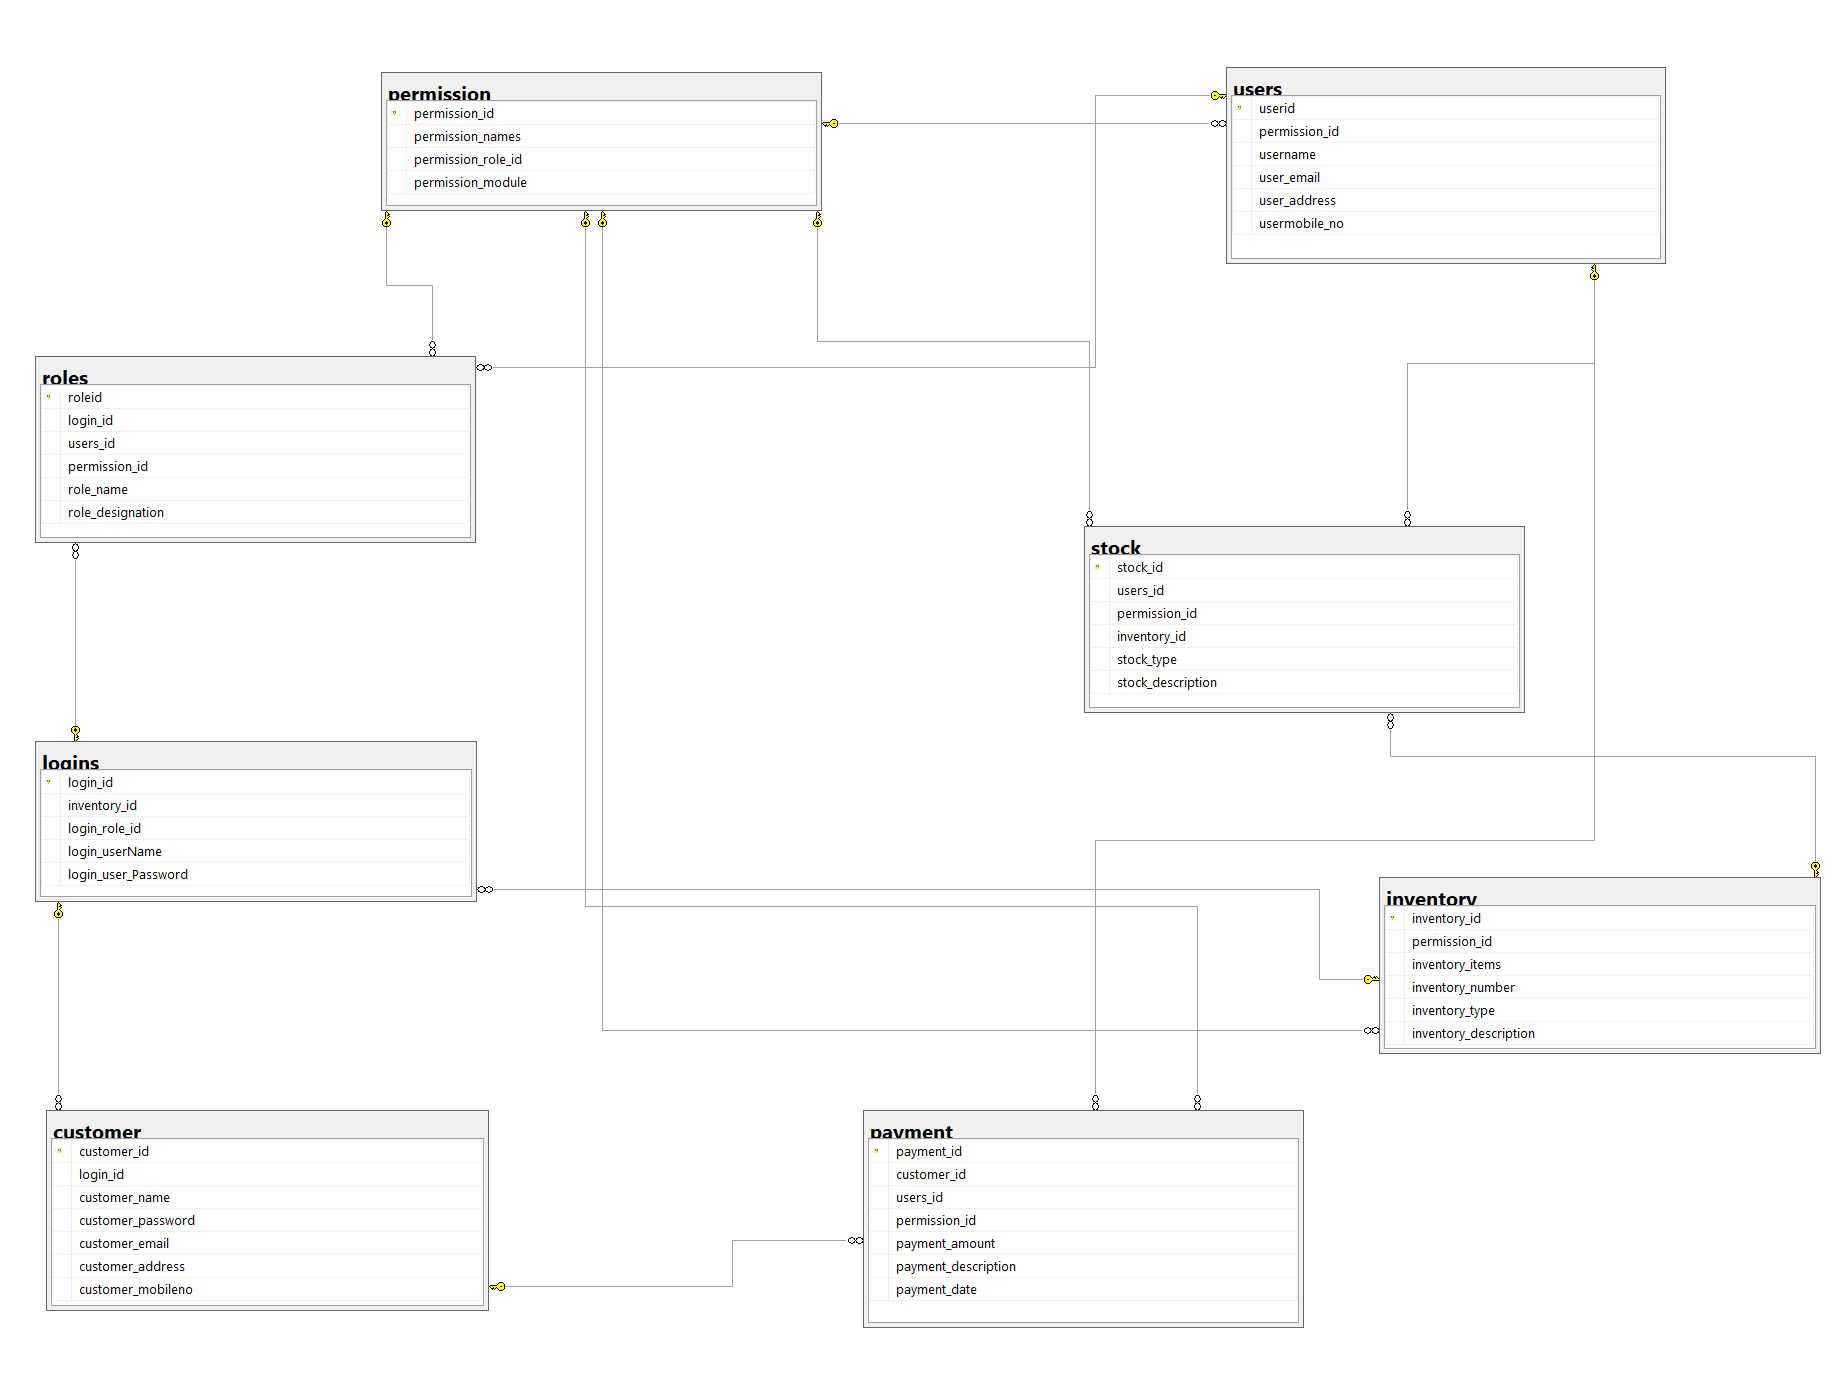 permission
permission_id
permission_names
permission_role_id
permission_module
users
userid
permission_id
username
user_email
user_address
usermobile_no
roles
roleid
login_id
users_id
permission_id
role_name
role_designation
stock
stock_id
users_id
permission_id
inventory_id
stock_type
stock_description
logins
login_id
inventory_id
login_role_id
login_userName
login_user_Password
inventory
inventory_id
permission_id
inventory_items
inventory_number
inventory_type
inventory_description
customer
customer_id
login_id
customer_name
customer_password
customer_email
customer_address
customer_mobileno
payment
payment_id
customer_id
users_id
permission_id
payment_amount
payment_description
payment_date